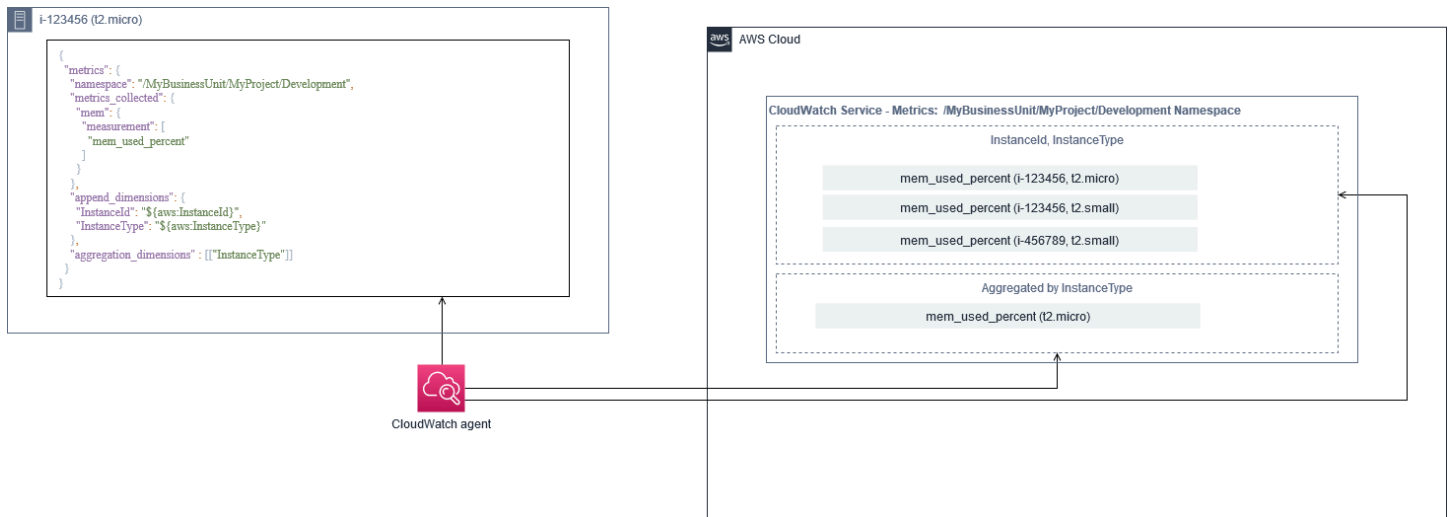 i-123456 (t2.micro)
{
"metrics": {
"namespace": "/MyBusinessUnit/MyProject/Development",
"metrics_collected": {
"mem": {
"measurement": [
"mem_used_percent"
]
}
},
"append_dimensions": {
"InstanceId": "${aws:InstanceId}",
"InstanceType": "${aws:InstanceType}"
},
"aggregation_dimensions" : [["InstanceType"]]
}
}
CloudWatch agent
aws
AWS Cloud
CloudWatch Service - Metrics: /MyBusinessUnit/MyProject/Development Namespace
InstanceId, InstanceType
mem_used_percent (i-123456, t2.micro)
mem_used_percent (i-123456, t2.small)
mem_used_percent (i-456789, t2.small)
Aggregated by InstanceType
mem_used_percent (t2.micro)